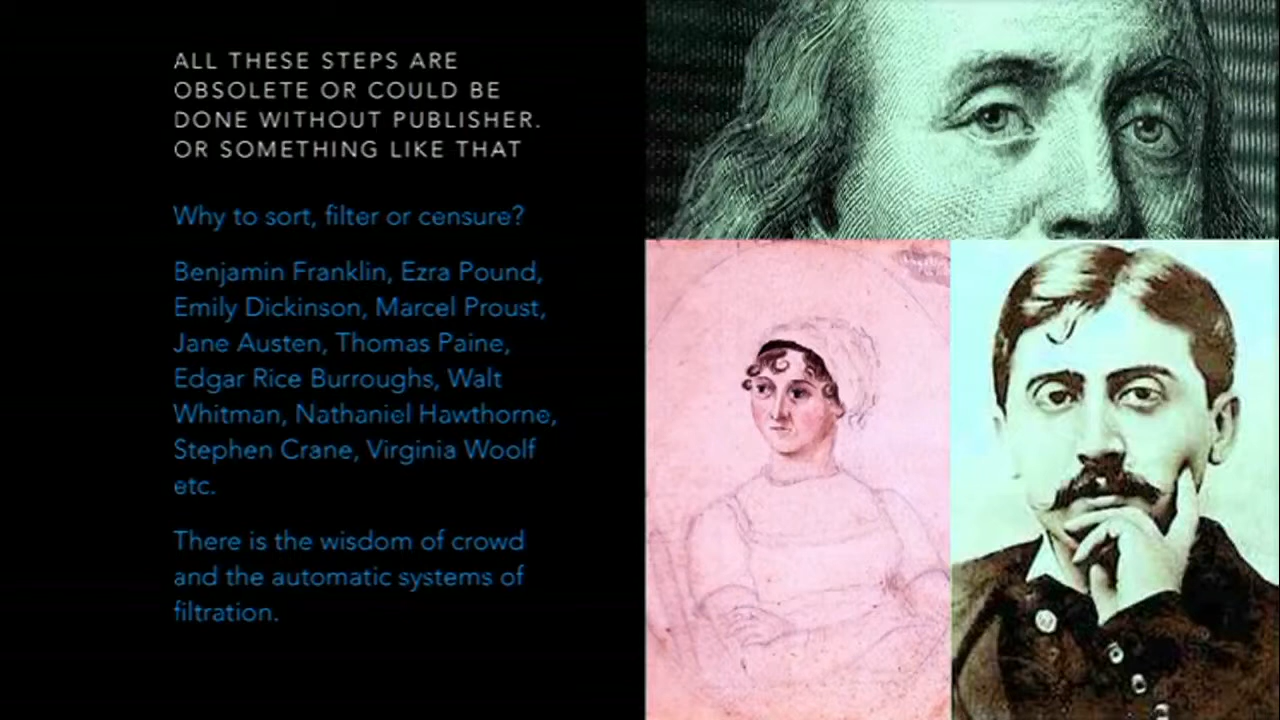 ALL THESE STEPS ARE
OBSOLETE OR COULD BE
DONE WITHOUT PUBLISHER.
OR SOMETHING LIKE THAT
Why to sort, filter or censure?
Benjamin Franklin, Ezra Pound,
Emily Dickinson, Marcel Proust,
Jane Austen, Thomas Paine,
Edgar Rice Burroughs, Walt
Whitman, Nathaniel Hawthorne,
Stephen Crane, Virginia Woolf
etc.
There is the wisdom of crowd
and the automatic systems of
filtration.